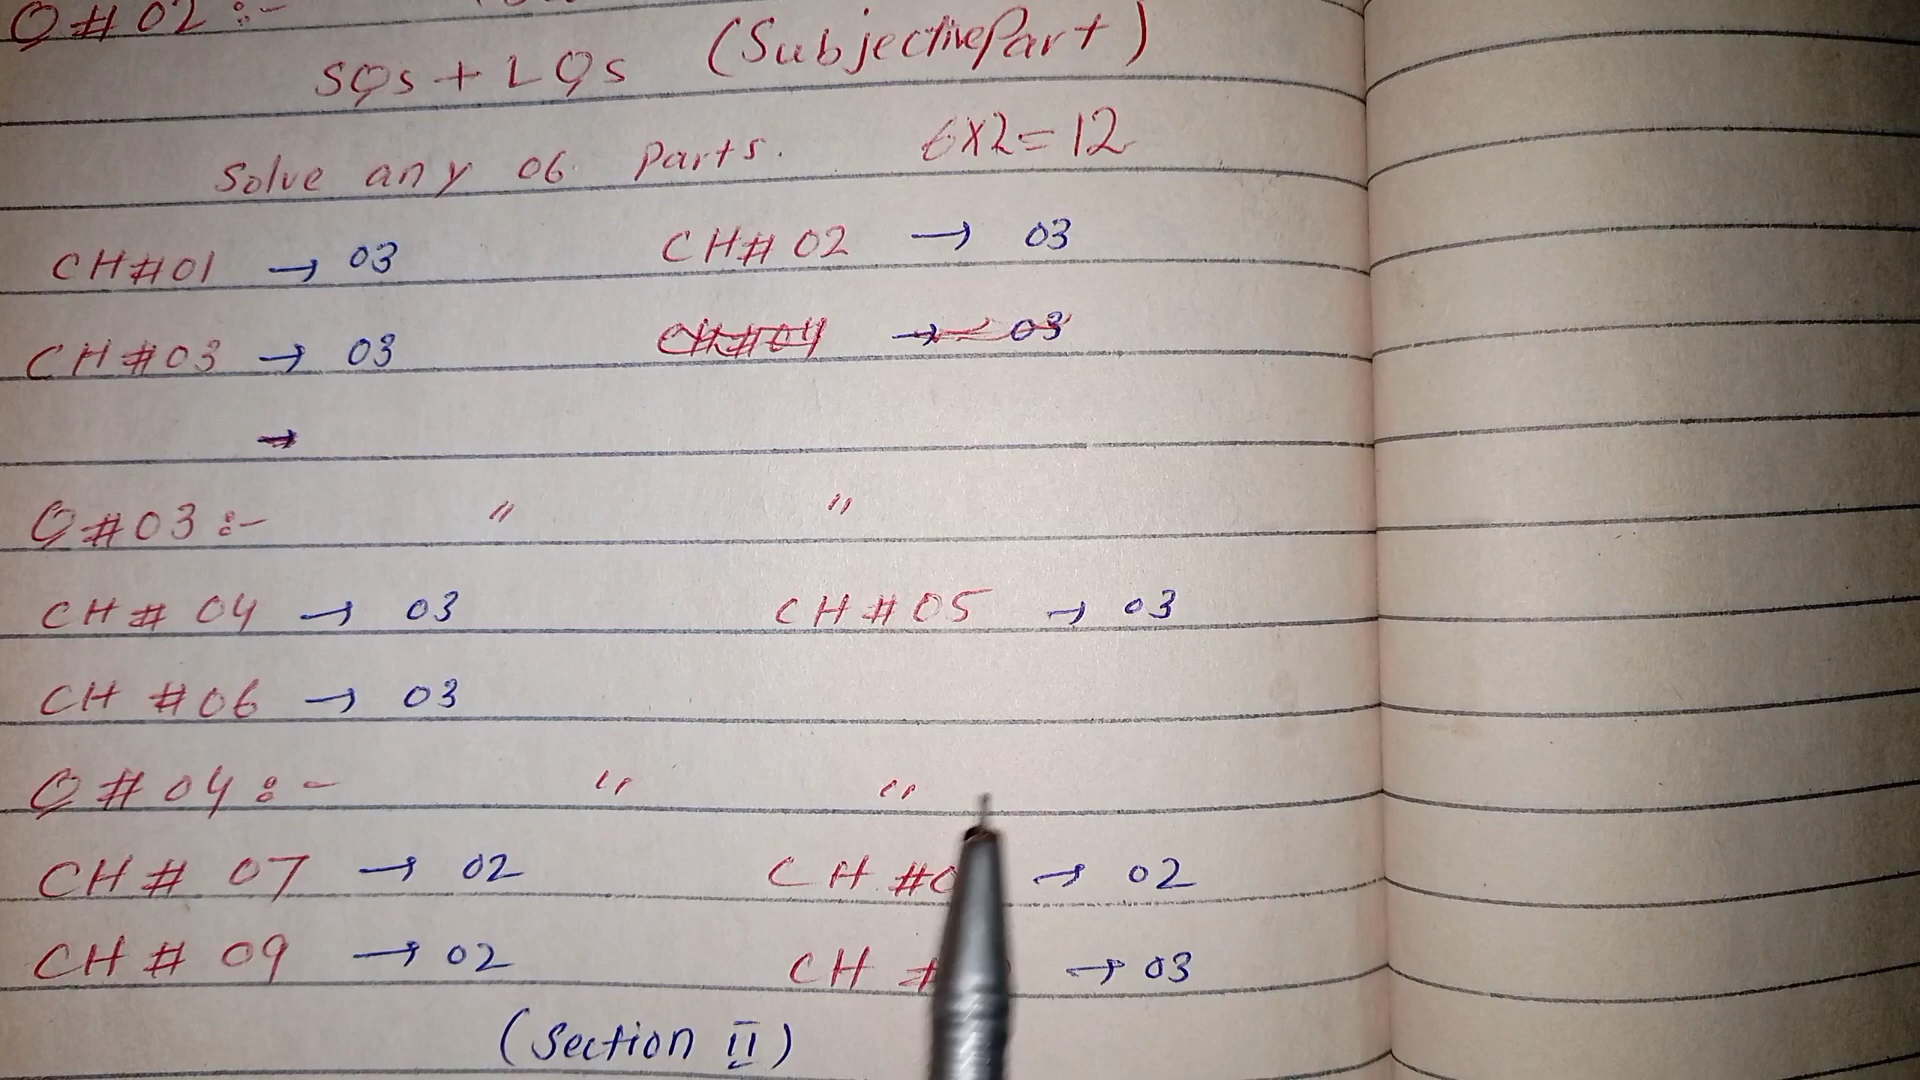 Q#02:-
SQs + LQs (Subjective Part)
Solve any 06 Parts. 6X2=12
CH#01 → 03 CH#02 → 03
CH#03 → 03 CH#04 → 03
→
Q#03:- " "
CH#04 → 03 CH#05 → 03
CH#06 → 03
Q#04:- " "
CH#07 → 02 CH# → 02
CH#09 → 02 CH # → 03
(Section II)